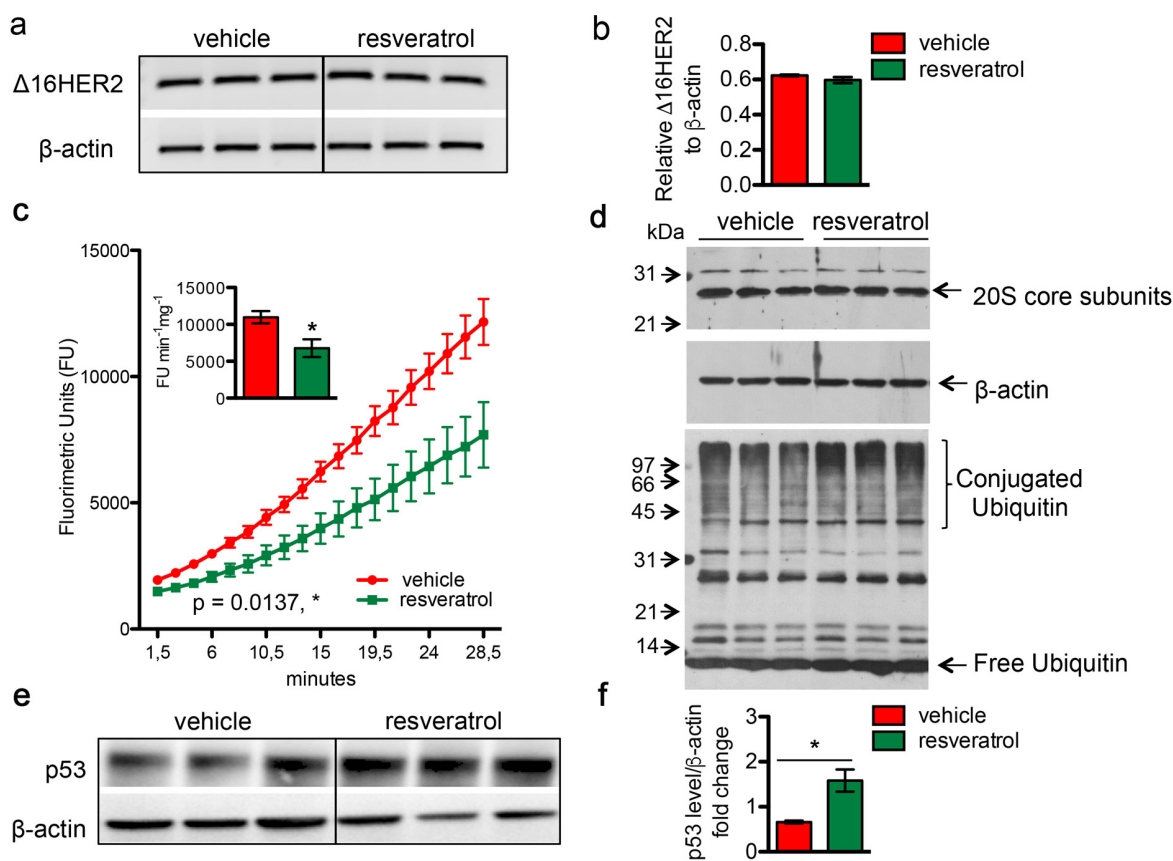 a
vehicle
resveratrol
Δ16HER2
β-actin
b
Relative Δ16HER2
to β-actin
0.8
0.6
0.4
0.2
0.0
vehicle
resveratrol
c
Fluorimetric Units (FU)
15000
10000
5000
0
FU min⁻¹mg⁻¹
15000
10000
5000
0
*
vehicle
resveratrol
p = 0.0137, *
1,5
6
10,5
15
19,5
24
28,5
minutes
d
kDa
vehicle
resveratrol
31
21
20S core subunits
β-actin
97
66
45
31
21
14
Conjugated
Ubiquitin
Free Ubiquitin
e
vehicle
resveratrol
p53
β-actin
f
p53 level/β-actin
fold change
3
2
1
0
*
vehicle
resveratrol